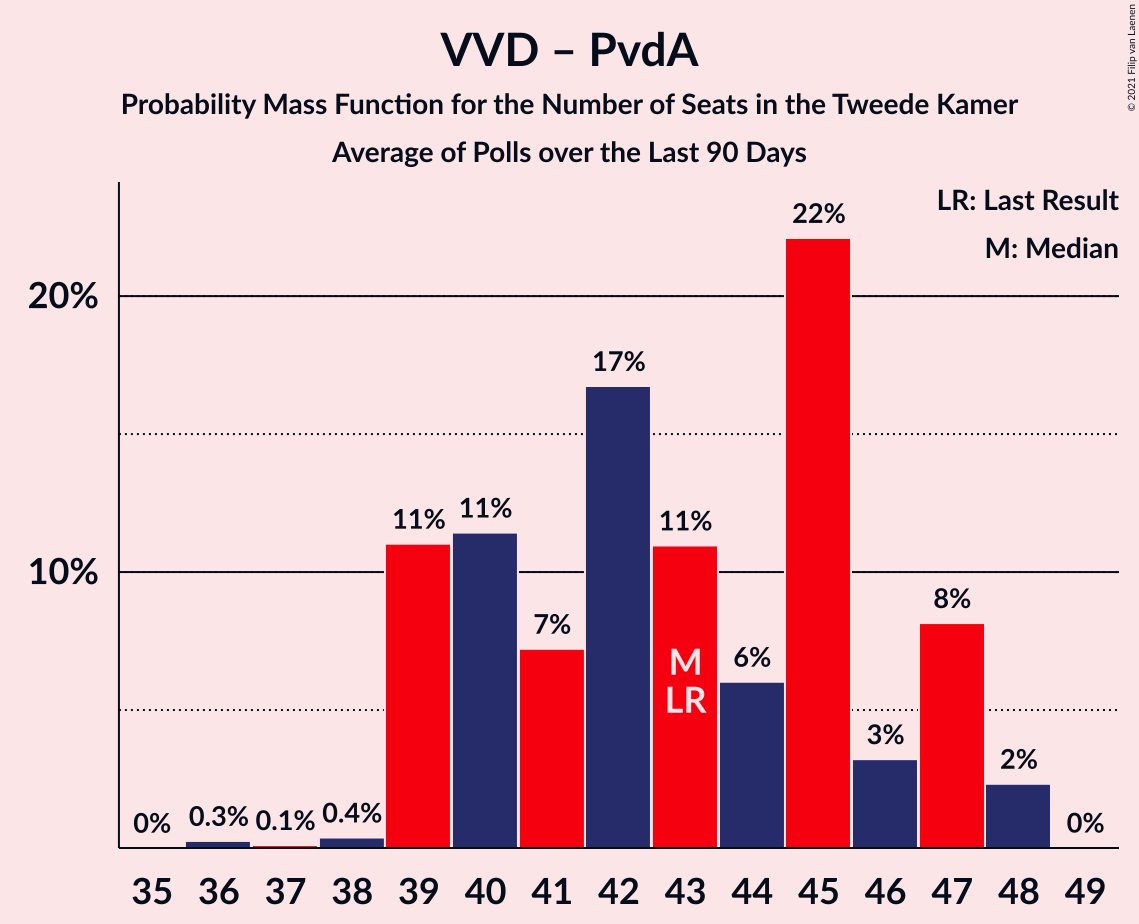 VVD – PvdA
Probability Mass Function for the Number of Seats in the Tweede Kamer
Average of Polls over the Last 90 Days
© 2021 Filip van Laenen
LR: Last Result
M: Median
20%
10%
0%
0.3%
0.1%
0.4%
11%
11%
7%
17%
11%
6%
22%
3%
8%
2%
0%
M
LR
35 36 37 38 39 40 41 42 43 44 45 46 47 48 49